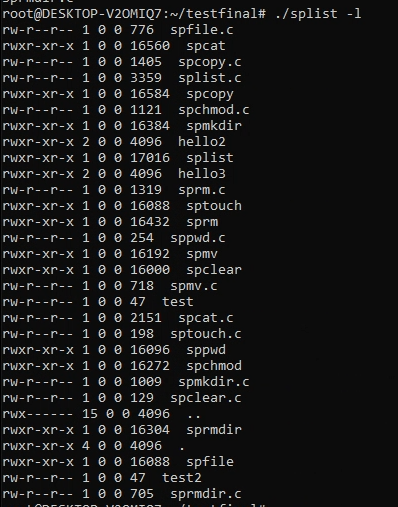 root@DESKTOP-V2OMIQ7:~/testfinal# ./splist -l
rw-r--r-- 1 0 0 776  spfile.c
rwxr-xr-x 1 0 0 16560  spcat
rw-r--r-- 1 0 0 1405  spcopy.c
rw-r--r-- 1 0 0 3359  splist.c
rwxr-xr-x 1 0 0 16584  spcopy
rw-r--r-- 1 0 0 1121  spchmod.c
rwxr-xr-x 1 0 0 16384  spmkdir
rwxr-xr-x 2 0 0 4096  hello2
rwxr-xr-x 1 0 0 17016  splist
rwxr-xr-x 2 0 0 4096  hello3
rw-r--r-- 1 0 0 1319  sprm.c
rwxr-xr-x 1 0 0 16088  sptouch
rwxr-xr-x 1 0 0 16432  sprm
rw-r--r-- 1 0 0 254  sppwd.c
rwxr-xr-x 1 0 0 16192  spmv
rwxr-xr-x 1 0 0 16000  spclear
rw-r--r-- 1 0 0 718  spmv.c
rw-r--r-- 1 0 0 47  test
rw-r--r-- 1 0 0 2151  spcat.c
rw-r--r-- 1 0 0 198  sptouch.c
rwxr-xr-x 1 0 0 16096  sppwd
rwxr-xr-x 1 0 0 16272  spchmod
rw-r--r-- 1 0 0 1009  spmkdir.c
rw-r--r-- 1 0 0 129  spclear.c
rwx------ 15 0 0 4096  ..
rwxr-xr-x 1 0 0 16304  sprmdir
rwxr-xr-x 4 0 0 4096  .
rwxr-xr-x 1 0 0 16088  spfile
rw-r--r-- 1 0 0 47  test2
rw-r--r-- 1 0 0 705  sprmdir.c